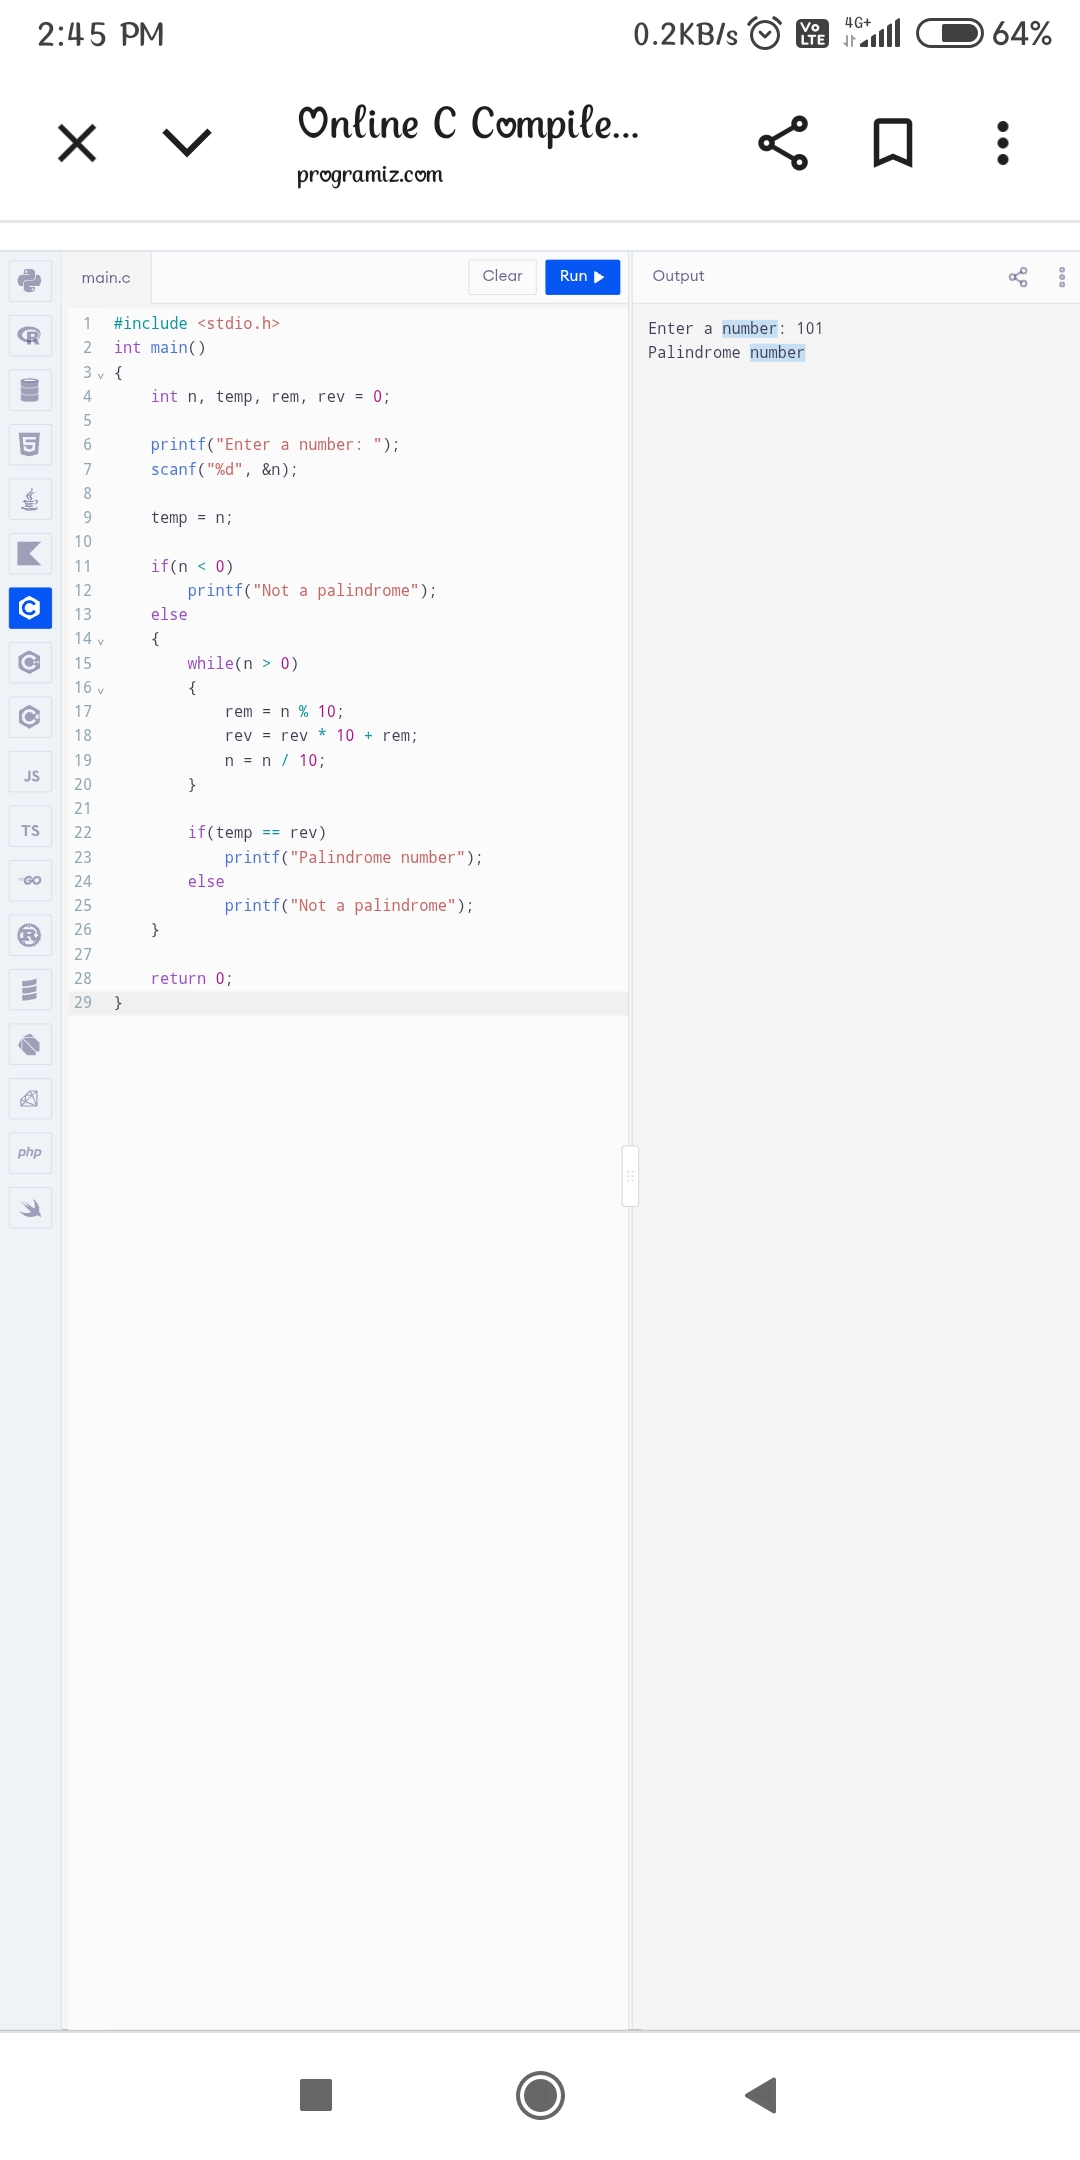 2:45 PM
0.2KB/s Vo LTE 4G+ 64%
Online C Compile...
programiz.com
main.c
Clear
Run
Output
1 #include <stdio.h>
2 int main()
3 {
4 int n, temp, rem, rev = 0;
5
6 printf("Enter a number: ");
7 scanf("%d", &n);
8
9 temp = n;
10
11 if(n < 0)
12 printf("Not a palindrome");
13 else
14 {
15 while(n > 0)
16 {
17 rem = n % 10;
18 rev = rev * 10 + rem;
19 n = n / 10;
20 }
21
22 if(temp == rev)
23 printf("Palindrome number");
24 else
25 printf("Not a palindrome");
26 }
27
28 return 0;
29 }
Enter a number: 101
Palindrome number
R
5
C
C
C
JS
TS
GO
R
php